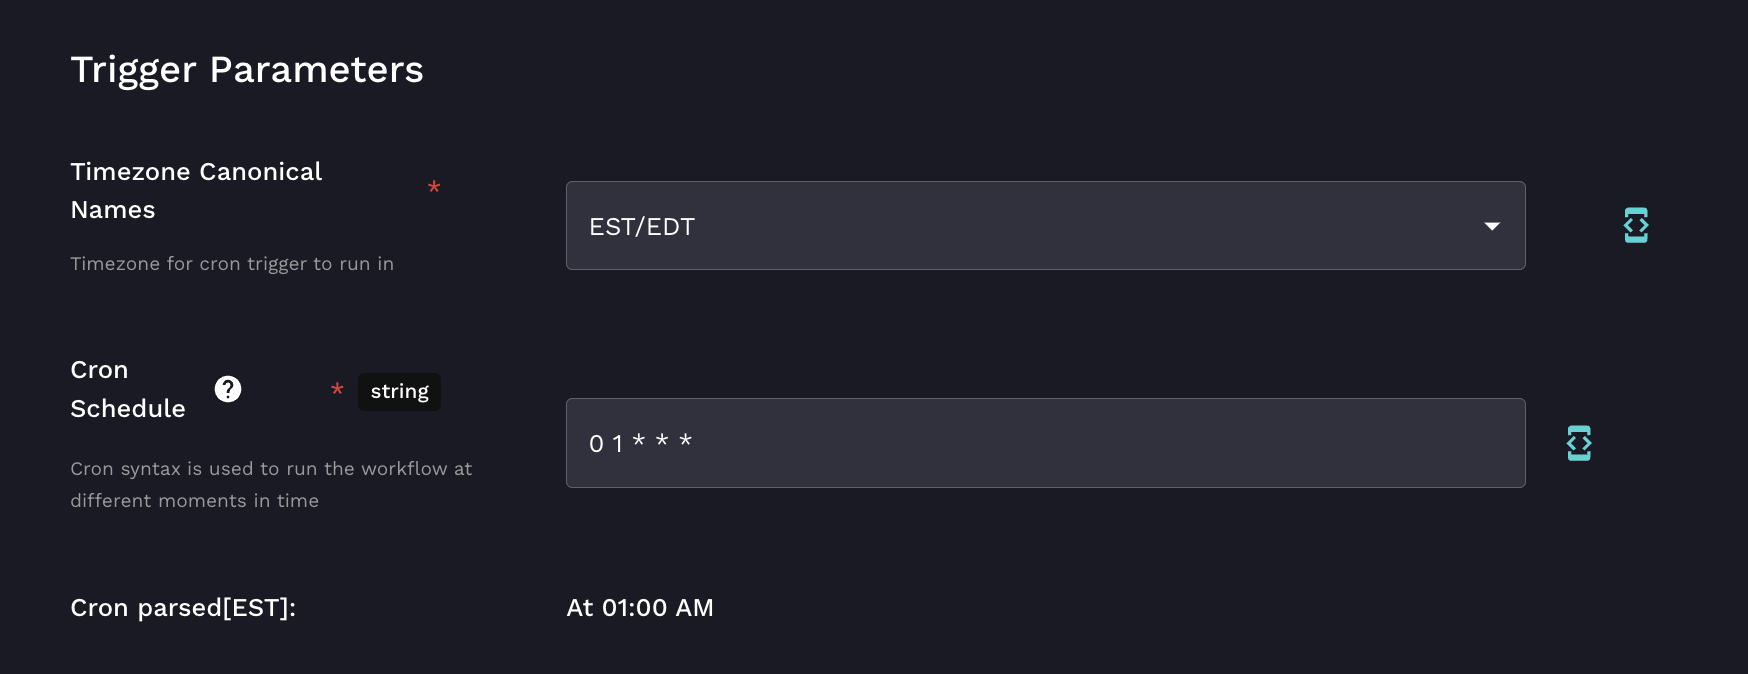 Trigger Parameters
Timezone Canonical
Names
*
Timezone for cron trigger to run in
EST/EDT
Cron
Schedule
?
* string
Cron syntax is used to run the workflow at
different moments in time
0 1 * * *
Cron parsed[EST]:
At 01:00 AM